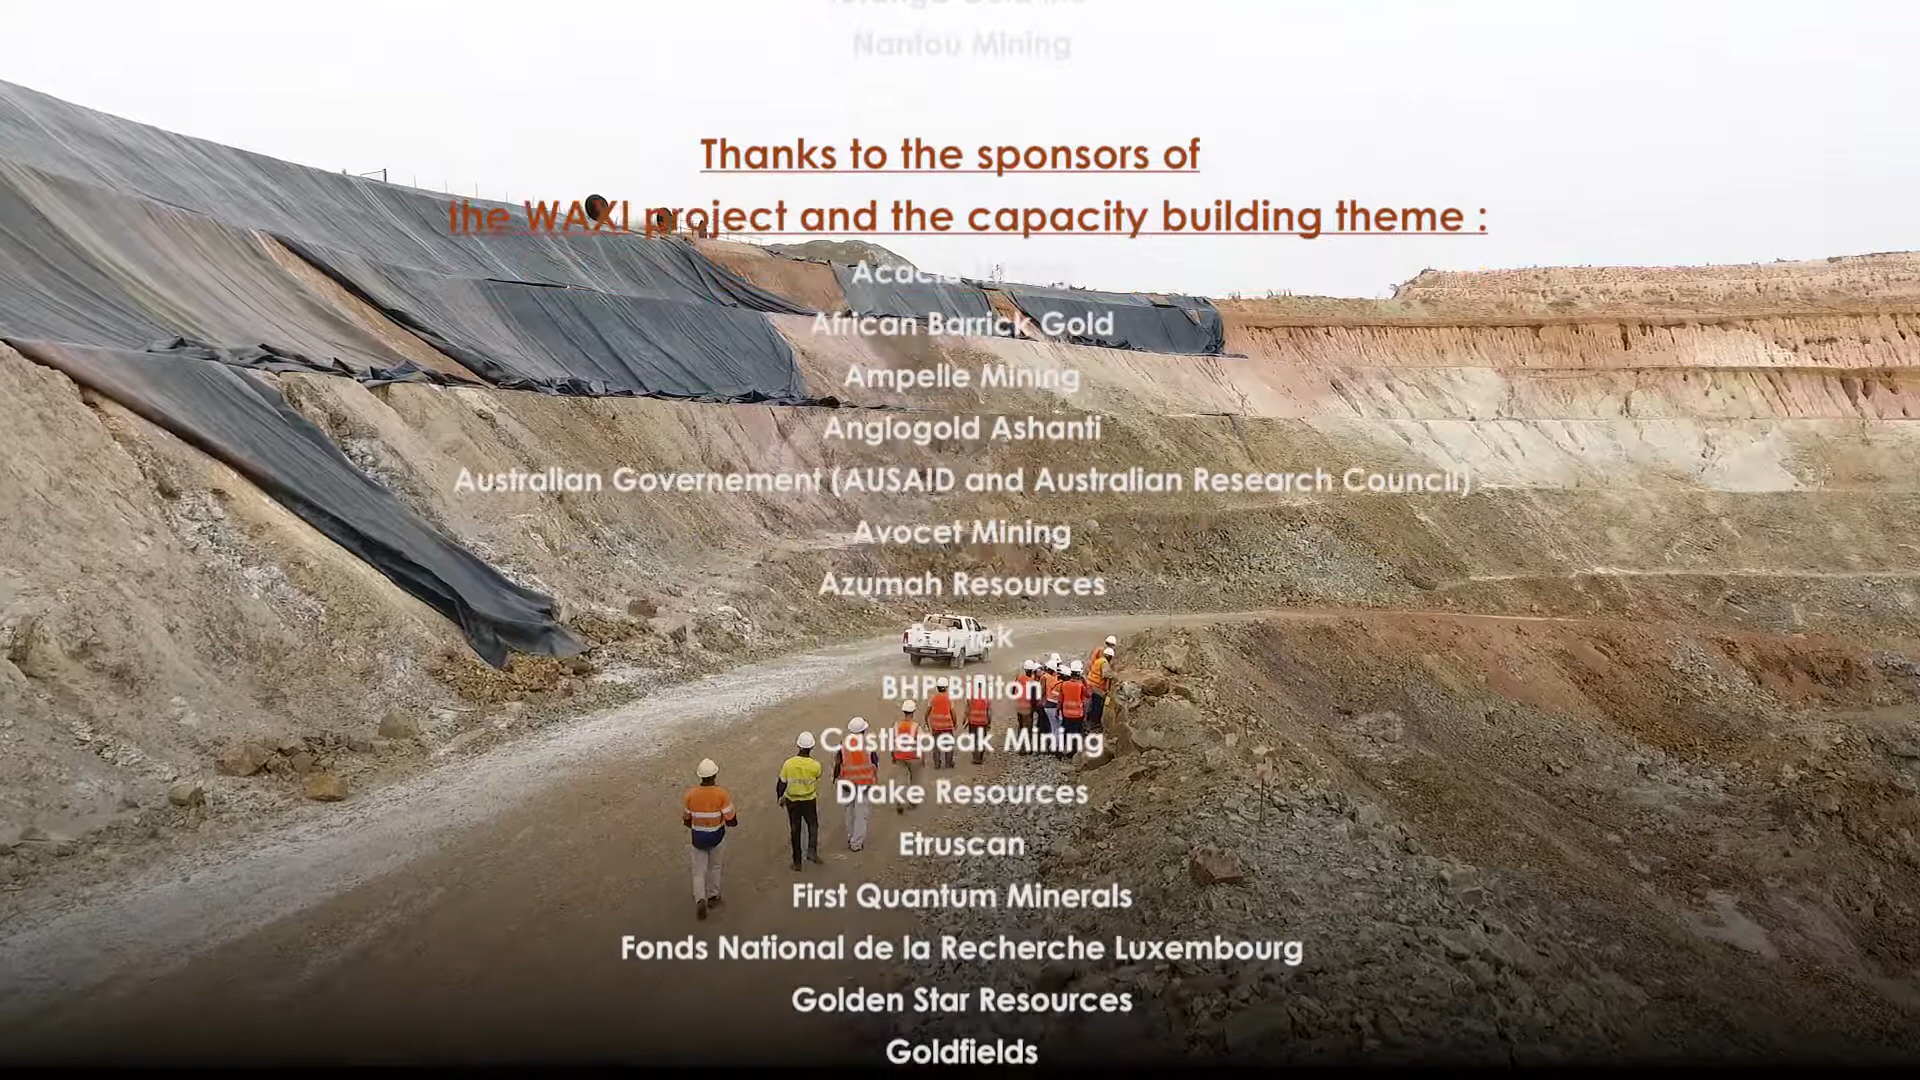 Nantou Mining
Thanks to the sponsors of
the WAXI project and the capacity building theme :
African Barrick Gold
Ampelle Mining
Anglogold Ashanti
Australian Governement (AUSAID and Australian Research Council)
Avocet Mining
Azumah Resources
BHP Billiton
Castlepeak Mining
Drake Resources
Etruscan
First Quantum Minerals
Fonds National de la Recherche Luxembourg
Golden Star Resources
Goldfields